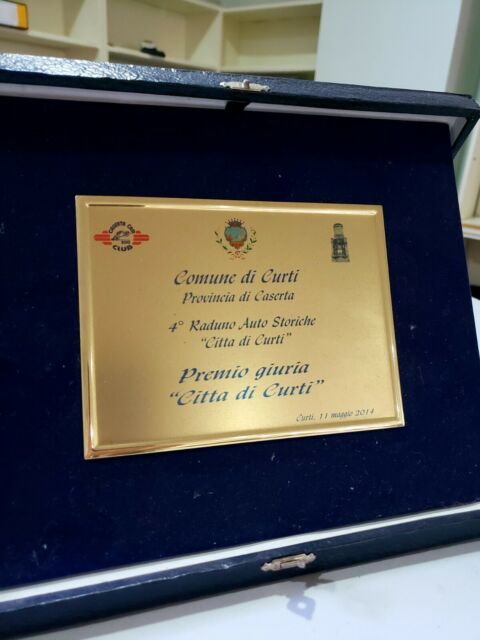 CLUB
Comune di Curti
Provincia di Caserta
4° Raduno Auto Storiche
"Citta di Curti"
Premio giuria
"Citta di Curti"
Curti, 11 maggio 2014